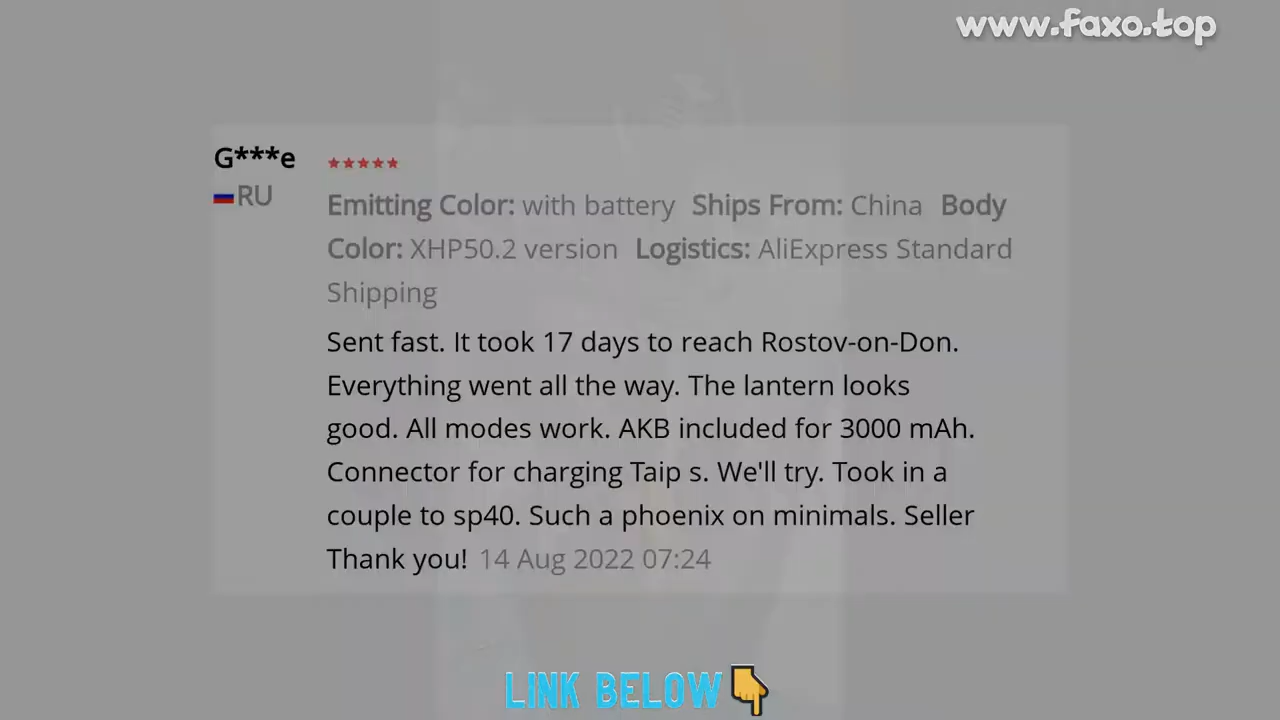 www.faxo.top
G***e
RU
Emitting Color: with battery Ships From: China Body
Color: XHP50.2 version Logistics: AliExpress Standard
Shipping
Sent fast. It took 17 days to reach Rostov-on-Don.
Everything went all the way. The lantern looks
good. All modes work. AKB included for 3000 mAh.
Connector for charging Taip s. We'll try. Took in a
couple to sp40. Such a phoenix on minimals. Seller
Thank you! 14 Aug 2022 07:24
LINK BELOW